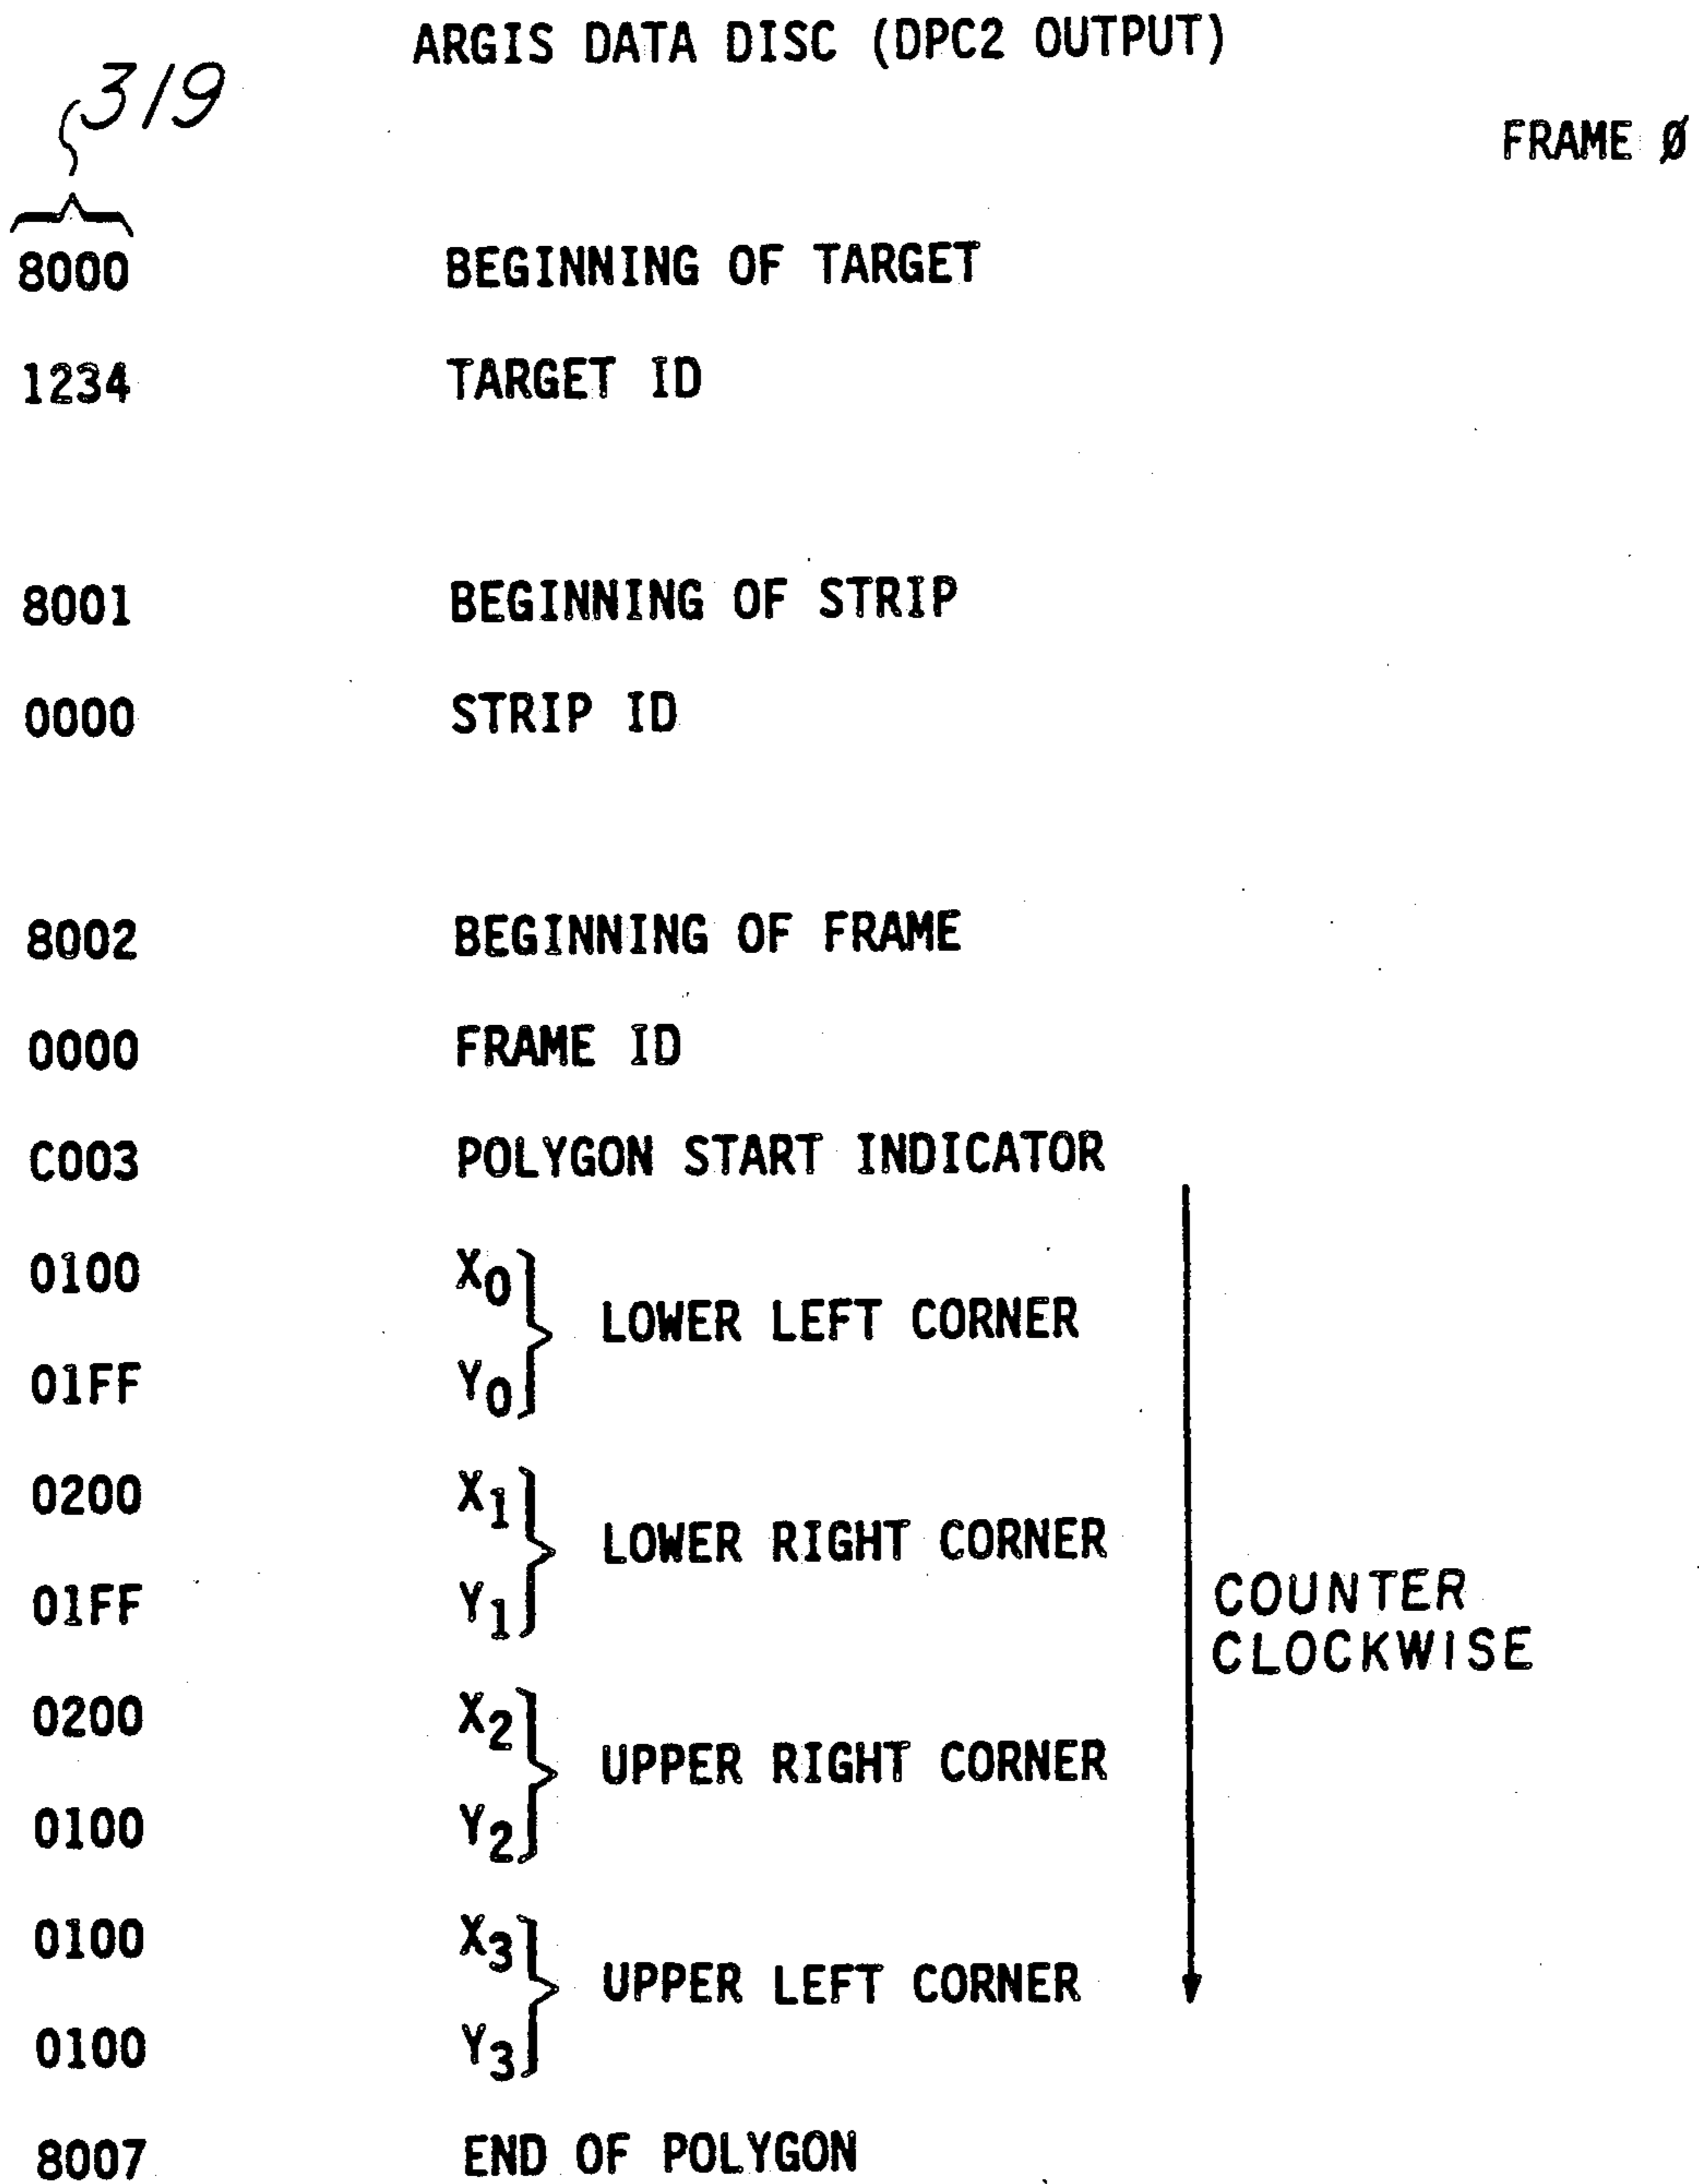 ARGIS DATA DISC (DPC2 OUTPUT)
319
FRAME Ø
8000 BEGINNING OF TARGET
1234 TARGET ID
8001 BEGINNING OF STRIP
0000 STRIP ID
8002 BEGINNING OF FRAME
0000 FRAME ID
C003 POLYGON START INDICATOR
0100 X0
LOWER LEFT CORNER
01FF Y0
0200 X1
LOWER RIGHT CORNER
01FF Y1
COUNTER
CLOCKWISE
0200 X2
UPPER RIGHT CORNER
0100 Y2
0100 X3
UPPER LEFT CORNER
0100 Y3
8007 END OF POLYGON